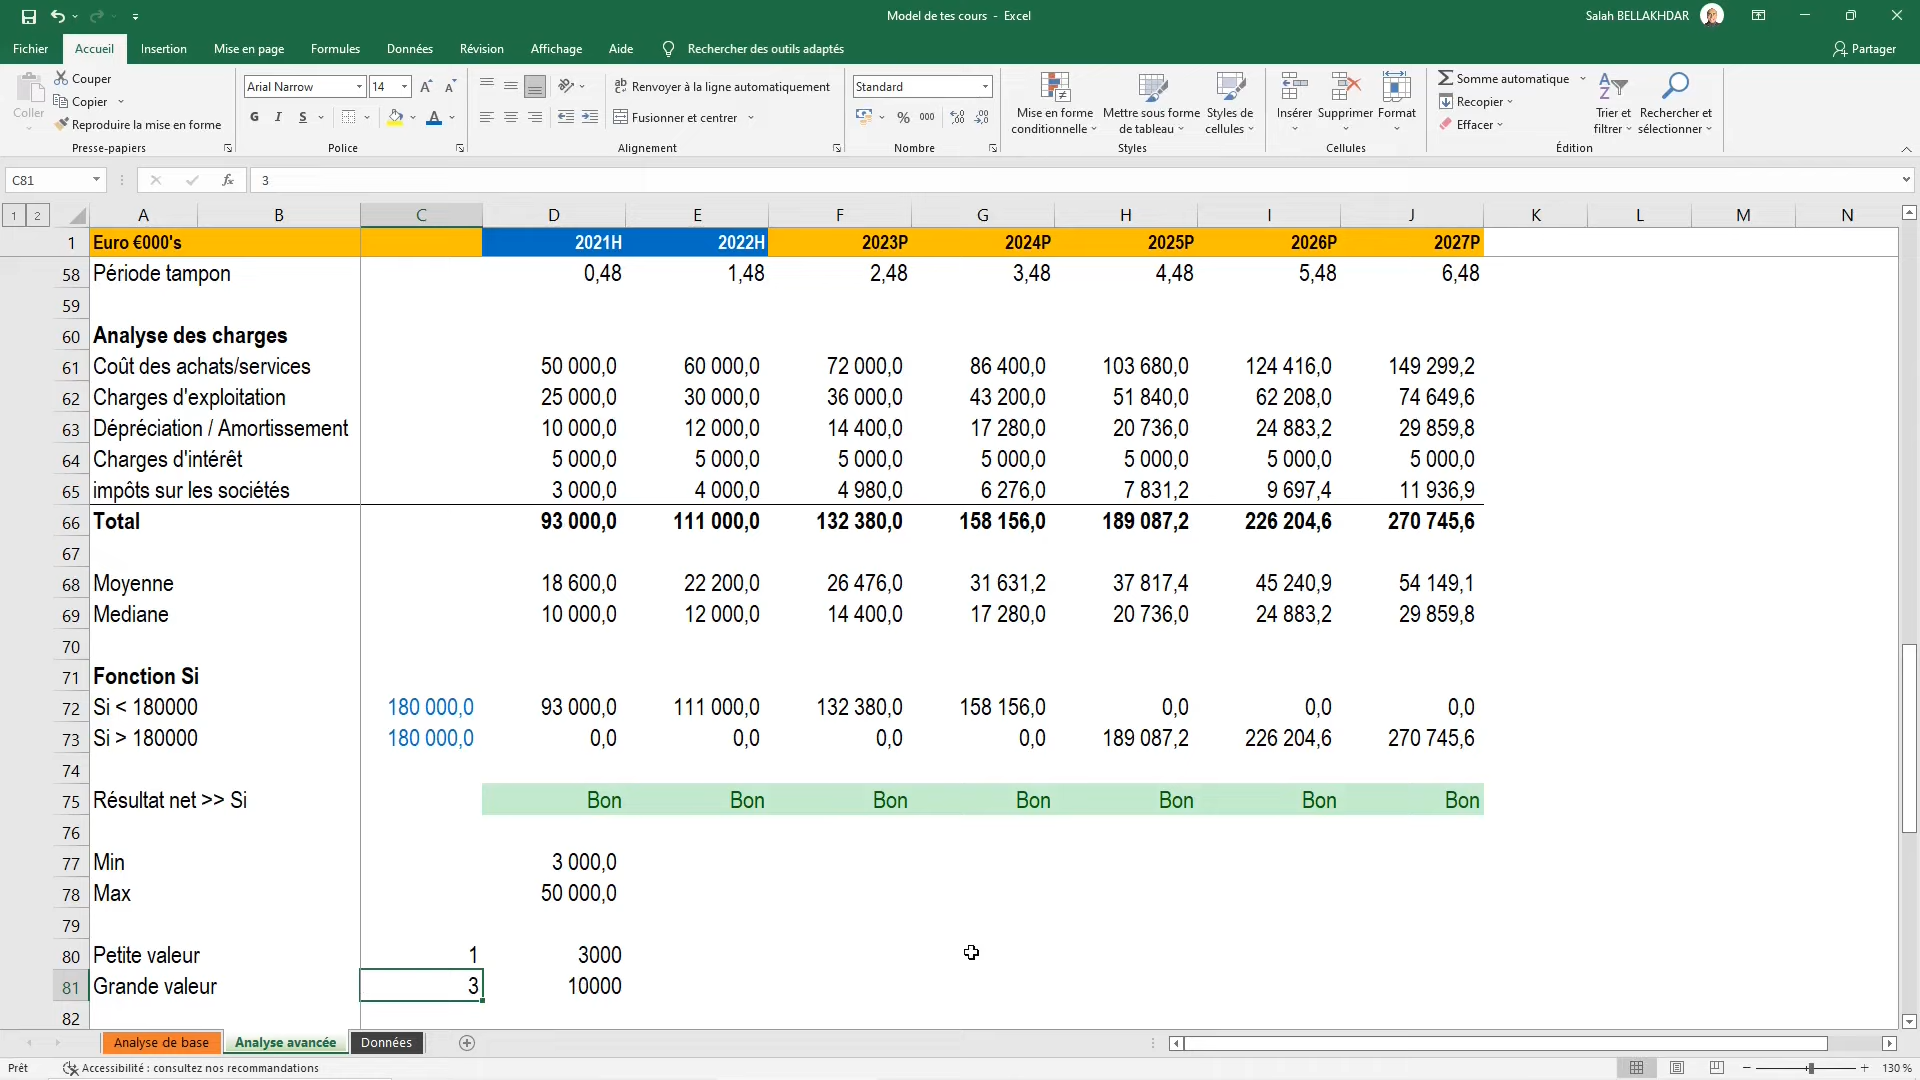 Model de tes cours - Excel
Salah BELLAKHDAR
Fichier Accueil Insertion Mise en page Formules Données Révision Affichage Aide Rechercher des outils adaptés Partager
Coller
Couper
Copier
Reproduire la mise en forme
Presse-papiers
Arial Narrow 14
G I S
Police
Renvoyer à la ligne automatiquement
Fusionner et centrer
Alignement
Standard
% 000
Nombre
Mise en forme conditionnelle
Mettre sous forme de tableau
Styles de cellules
Styles
Insérer Supprimer Format
Cellules
Somme automatique
Recopier
Effacer
Trier et filtrer
Rechercher et sélectionner
Édition
C81 fx 3
1 2 A B C D E F G H I J K L M N
1 Euro €000's 2021H 2022H 2023P 2024P 2025P 2026P 2027P
58 Période tampon 0,48 1,48 2,48 3,48 4,48 5,48 6,48
59
60 Analyse des charges
61 Coût des achats/services 50 000,0 60 000,0 72 000,0 86 400,0 103 680,0 124 416,0 149 299,2
62 Charges d'exploitation 25 000,0 30 000,0 36 000,0 43 200,0 51 840,0 62 208,0 74 649,6
63 Dépréciation / Amortissement 10 000,0 12 000,0 14 400,0 17 280,0 20 736,0 24 883,2 29 859,8
64 Charges d'intérêt 5 000,0 5 000,0 5 000,0 5 000,0 5 000,0 5 000,0 5 000,0
65 impôts sur les sociétés 3 000,0 4 000,0 4 980,0 6 276,0 7 831,2 9 697,4 11 936,9
66 Total 93 000,0 111 000,0 132 380,0 158 156,0 189 087,2 226 204,6 270 745,6
67
68 Moyenne 18 600,0 22 200,0 26 476,0 31 631,2 37 817,4 45 240,9 54 149,1
69 Mediane 10 000,0 12 000,0 14 400,0 17 280,0 20 736,0 24 883,2 29 859,8
70
71 Fonction Si
72 Si < 180000 180 000,0 93 000,0 111 000,0 132 380,0 158 156,0 0,0 0,0 0,0
73 Si > 180000 180 000,0 0,0 0,0 0,0 0,0 189 087,2 226 204,6 270 745,6
74
75 Résultat net >> Si Bon Bon Bon Bon Bon Bon Bon
76
77 Min 3 000,0
78 Max 50 000,0
79
80 Petite valeur 1 3000
81 Grande valeur 3 10000
82
Analyse de base Analyse avancée Données
Prêt Accessibilité : consultez nos recommandations 130 %